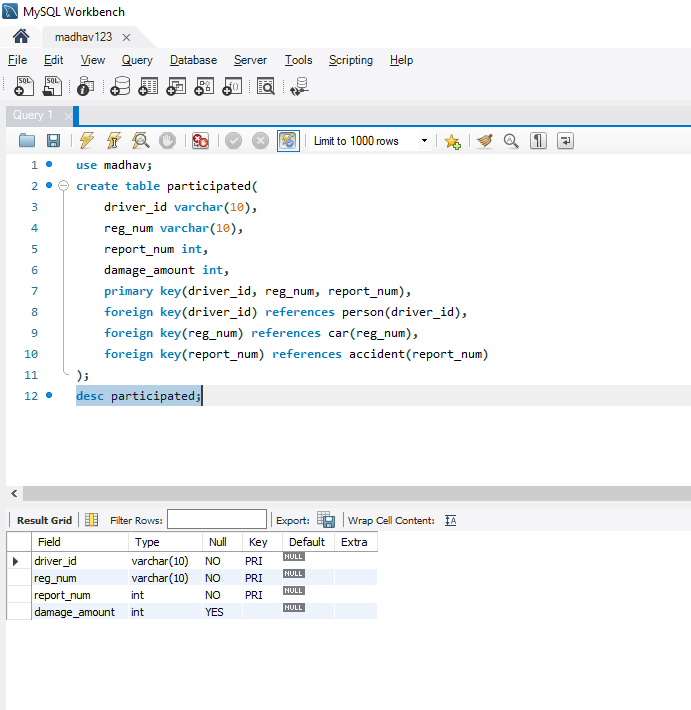 MySQL Workbench
madhav123
File Edit View Query Database Server Tools Scripting Help
SQL SQL
Query 1
Limit to 1000 rows
1 use madhav;
2 create table participated(
3 driver_id varchar(10),
4 reg_num varchar(10),
5 report_num int,
6 damage_amount int,
7 primary key(driver_id, reg_num, report_num),
8 foreign key(driver_id) references person(driver_id),
9 foreign key(reg_num) references car(reg_num),
10 foreign key(report_num) references accident(report_num)
11 );
12 desc participated;
Result Grid Filter Rows: Export: Wrap Cell Content: IA
Field Type Null Key Default Extra
driver_id varchar(10) NO PRI NULL
reg_num varchar(10) NO PRI NULL
report_num int NO PRI NULL
damage_amount int YES NULL